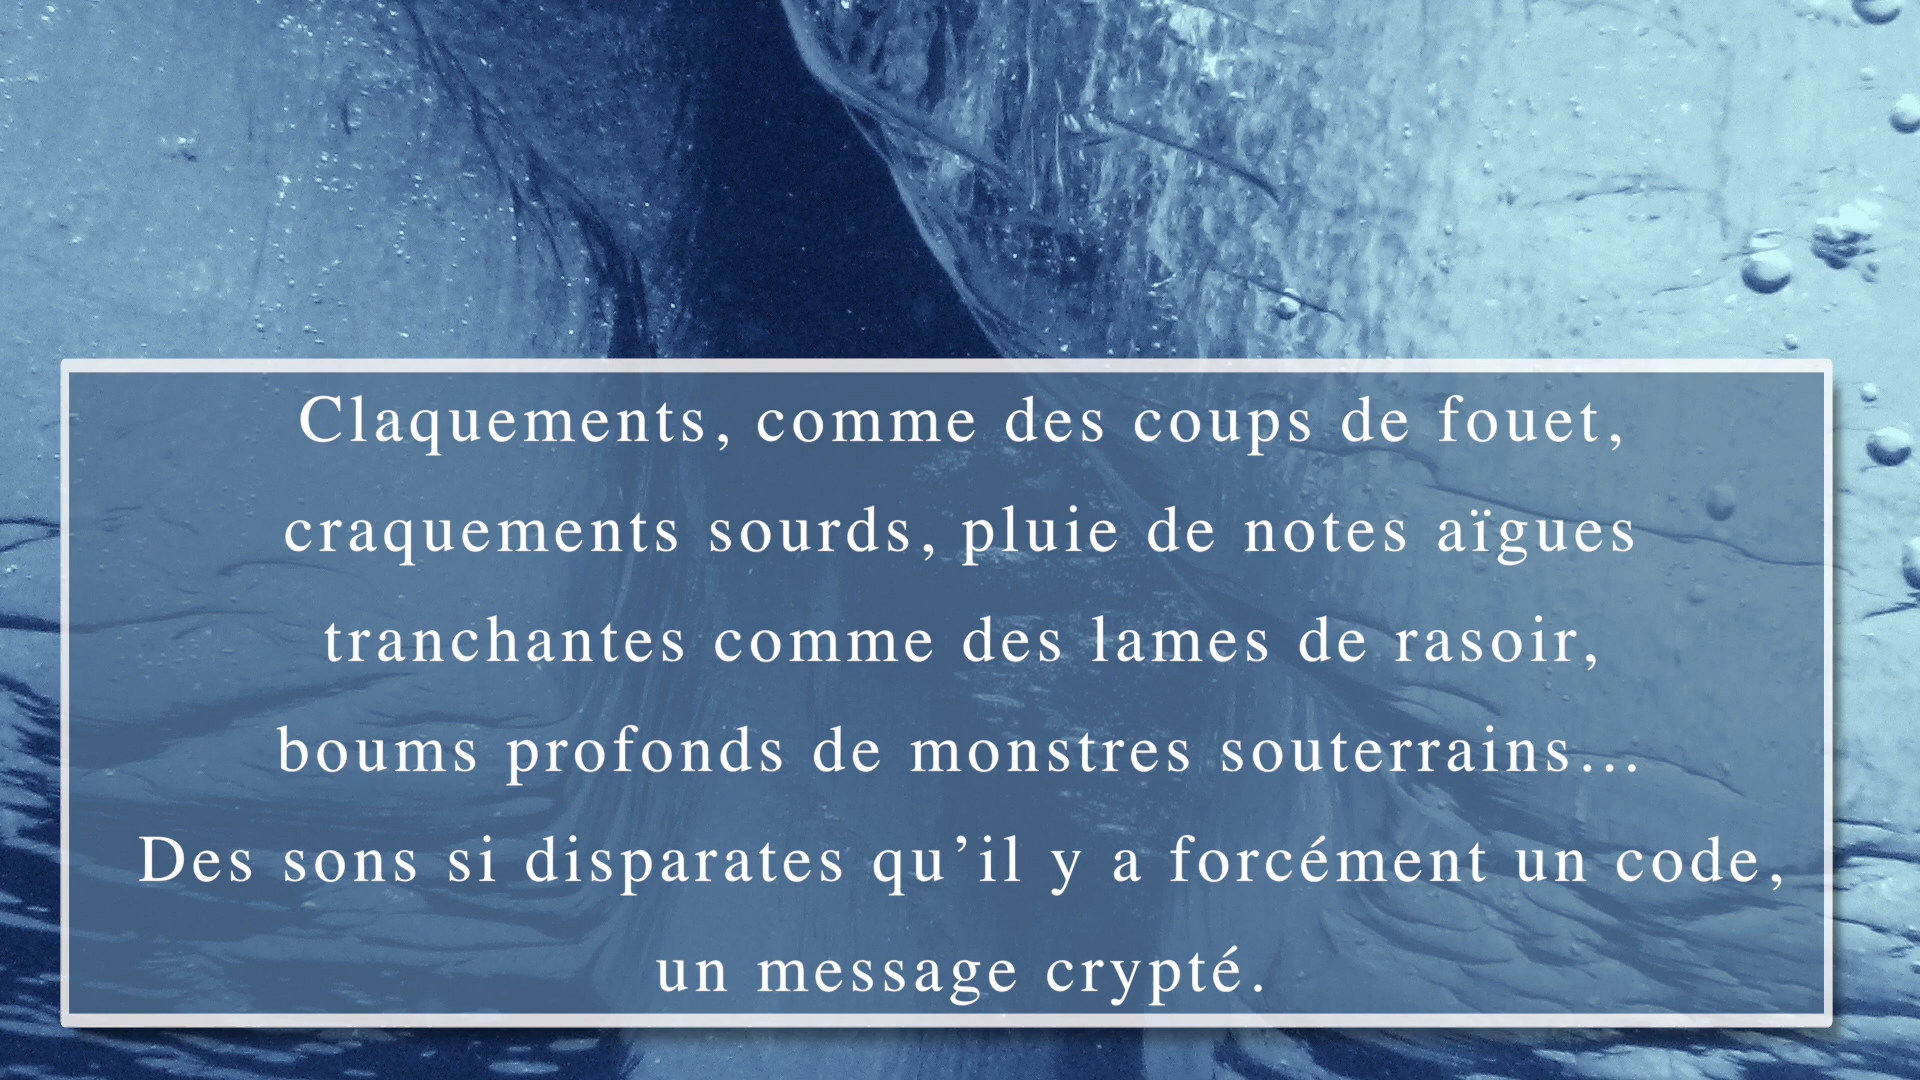 Claquements, comme des coups de fouet,
craquements sourds, pluie de notes aïgues
tranchantes comme des lames de rasoir,
boums profonds de monstres souterrains…
Des sons si disparates qu’il y a forcément un code,
un message crypté.